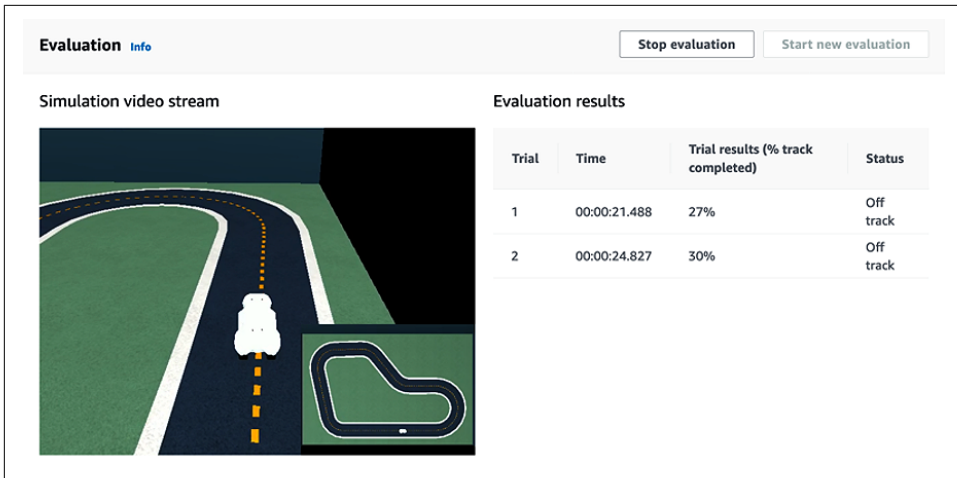 Evaluation Info
Stop evaluation
Start new evaluation
Simulation video stream
Evaluation results
Trial Time Trial results (% track completed) Status
1 00:00:21.488 27% Off track
2 00:00:24.827 30% Off track